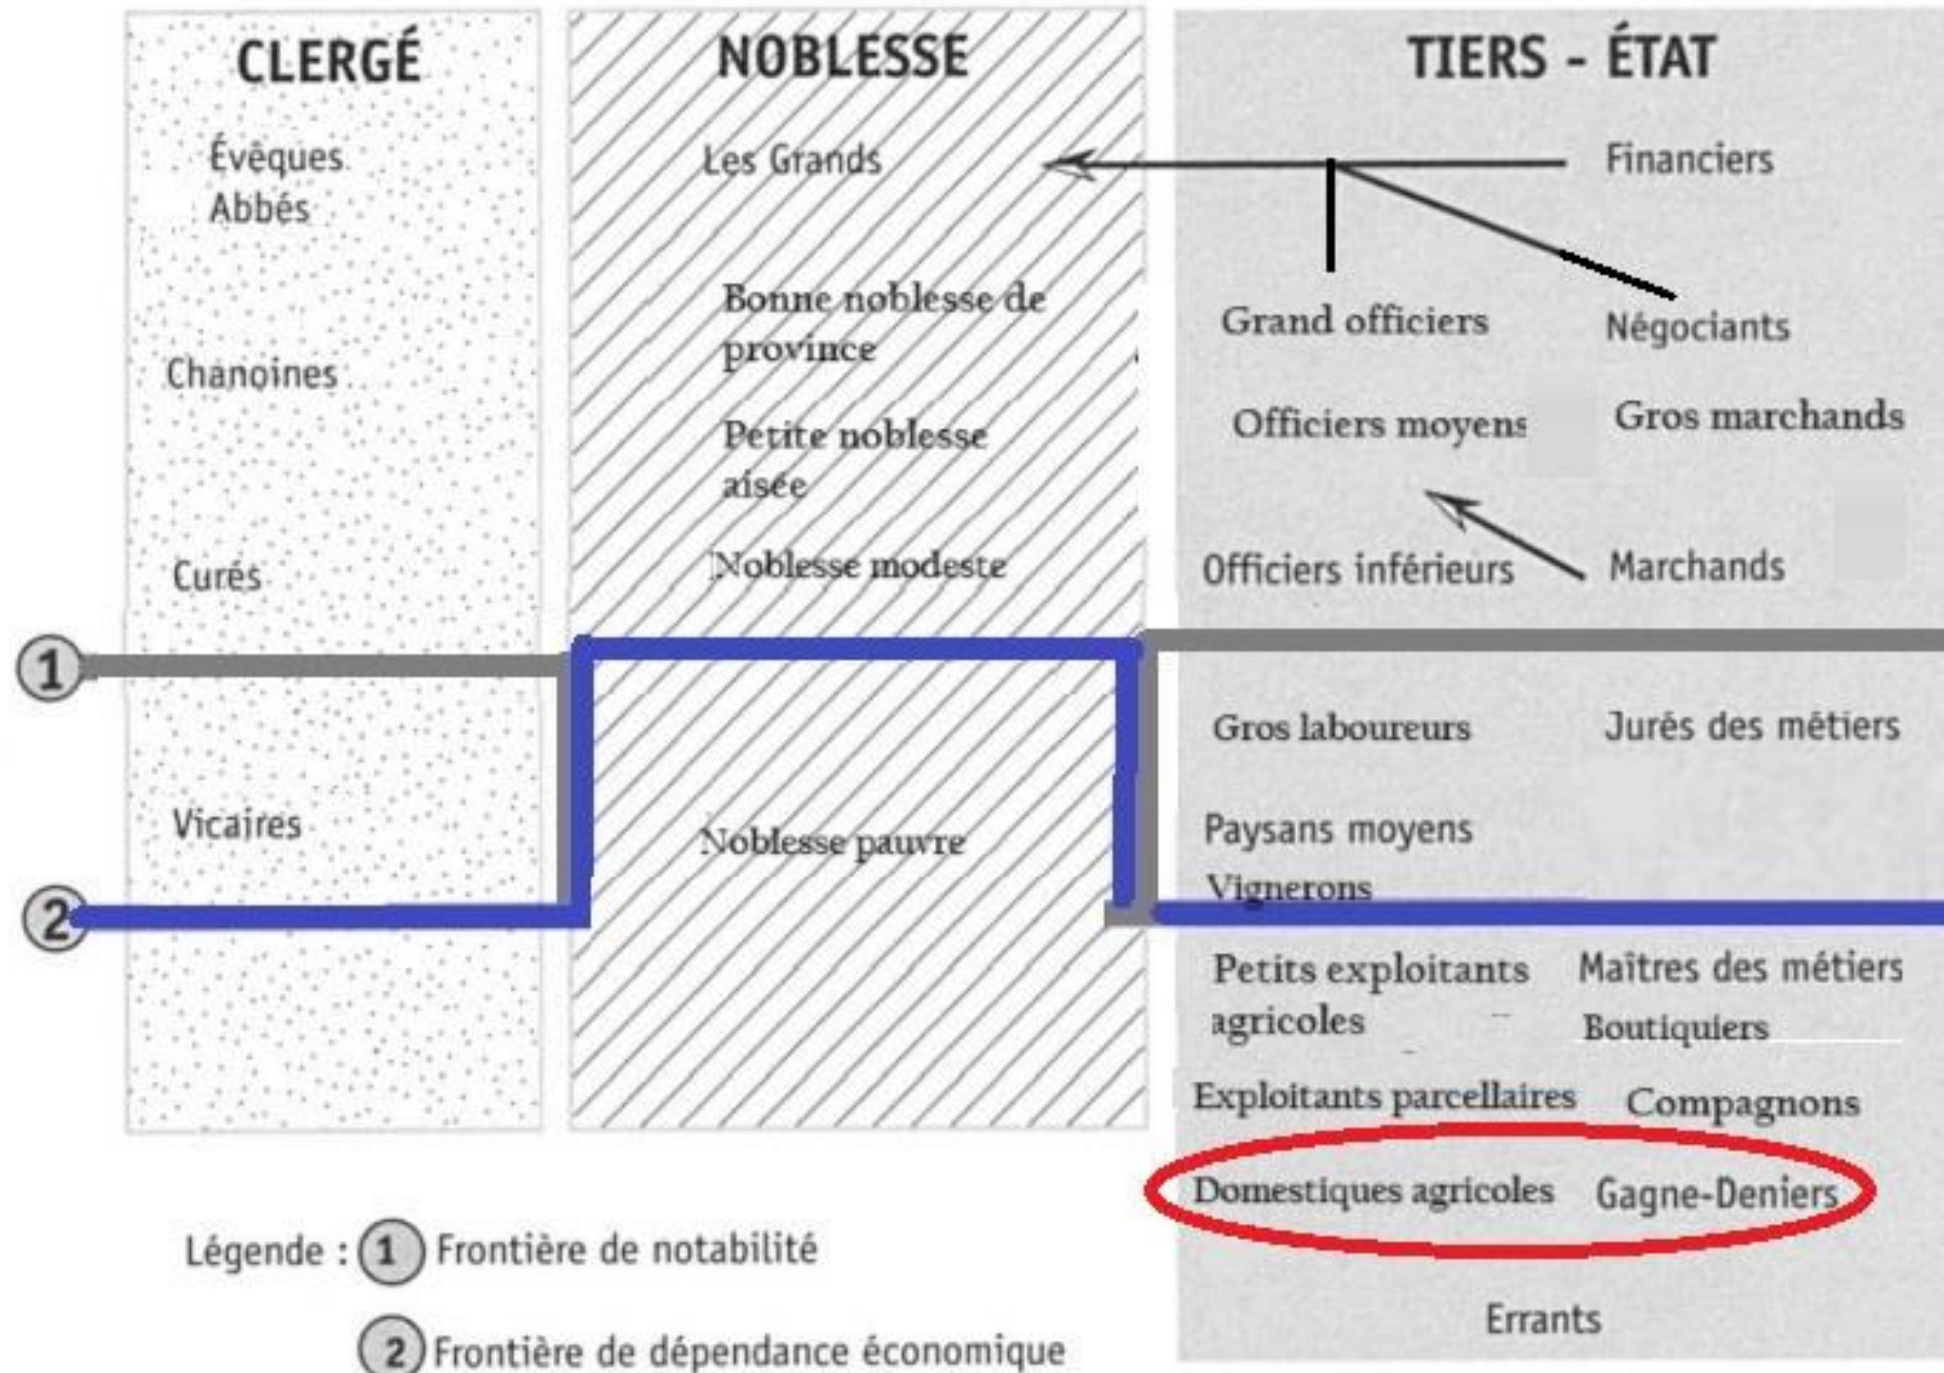 CLERGÉ
Évêques
Abbés
Chanoines
Curés
Vicaires
NOBLESSE
Les Grands
Bonne noblesse de
province
Petite noblesse
aisée
Noblesse modeste
Noblesse pauvre
TIERS - ÉTAT
Financiers
Grand officiers
Négociants
Officiers moyens
Gros marchands
Officiers inférieurs
Marchands
Gros laboureurs
Jurés des métiers
Paysans moyens
Vignerons
Petits exploitants
agricoles
Maîtres des métiers
Boutiquiers
Exploitants parcellaires
Compagnons
Domestiques agricoles
Gagne-Deniers
Errants
1
2
Légende : 1 Frontière de notabilité
2 Frontière de dépendance économique